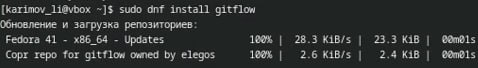 [karimov_li@vbox ~]$ sudo dnf install gitflow
Обновление и загрузка репозиториев:
Fedora 41 - x86_64 - Updates 100% | 28.3 KiB/s | 23.3 KiB | 00m01s
Copr repo for gitflow owned by elegos 100% | 2.6 KiB/s | 2.4 KiB | 00m01s